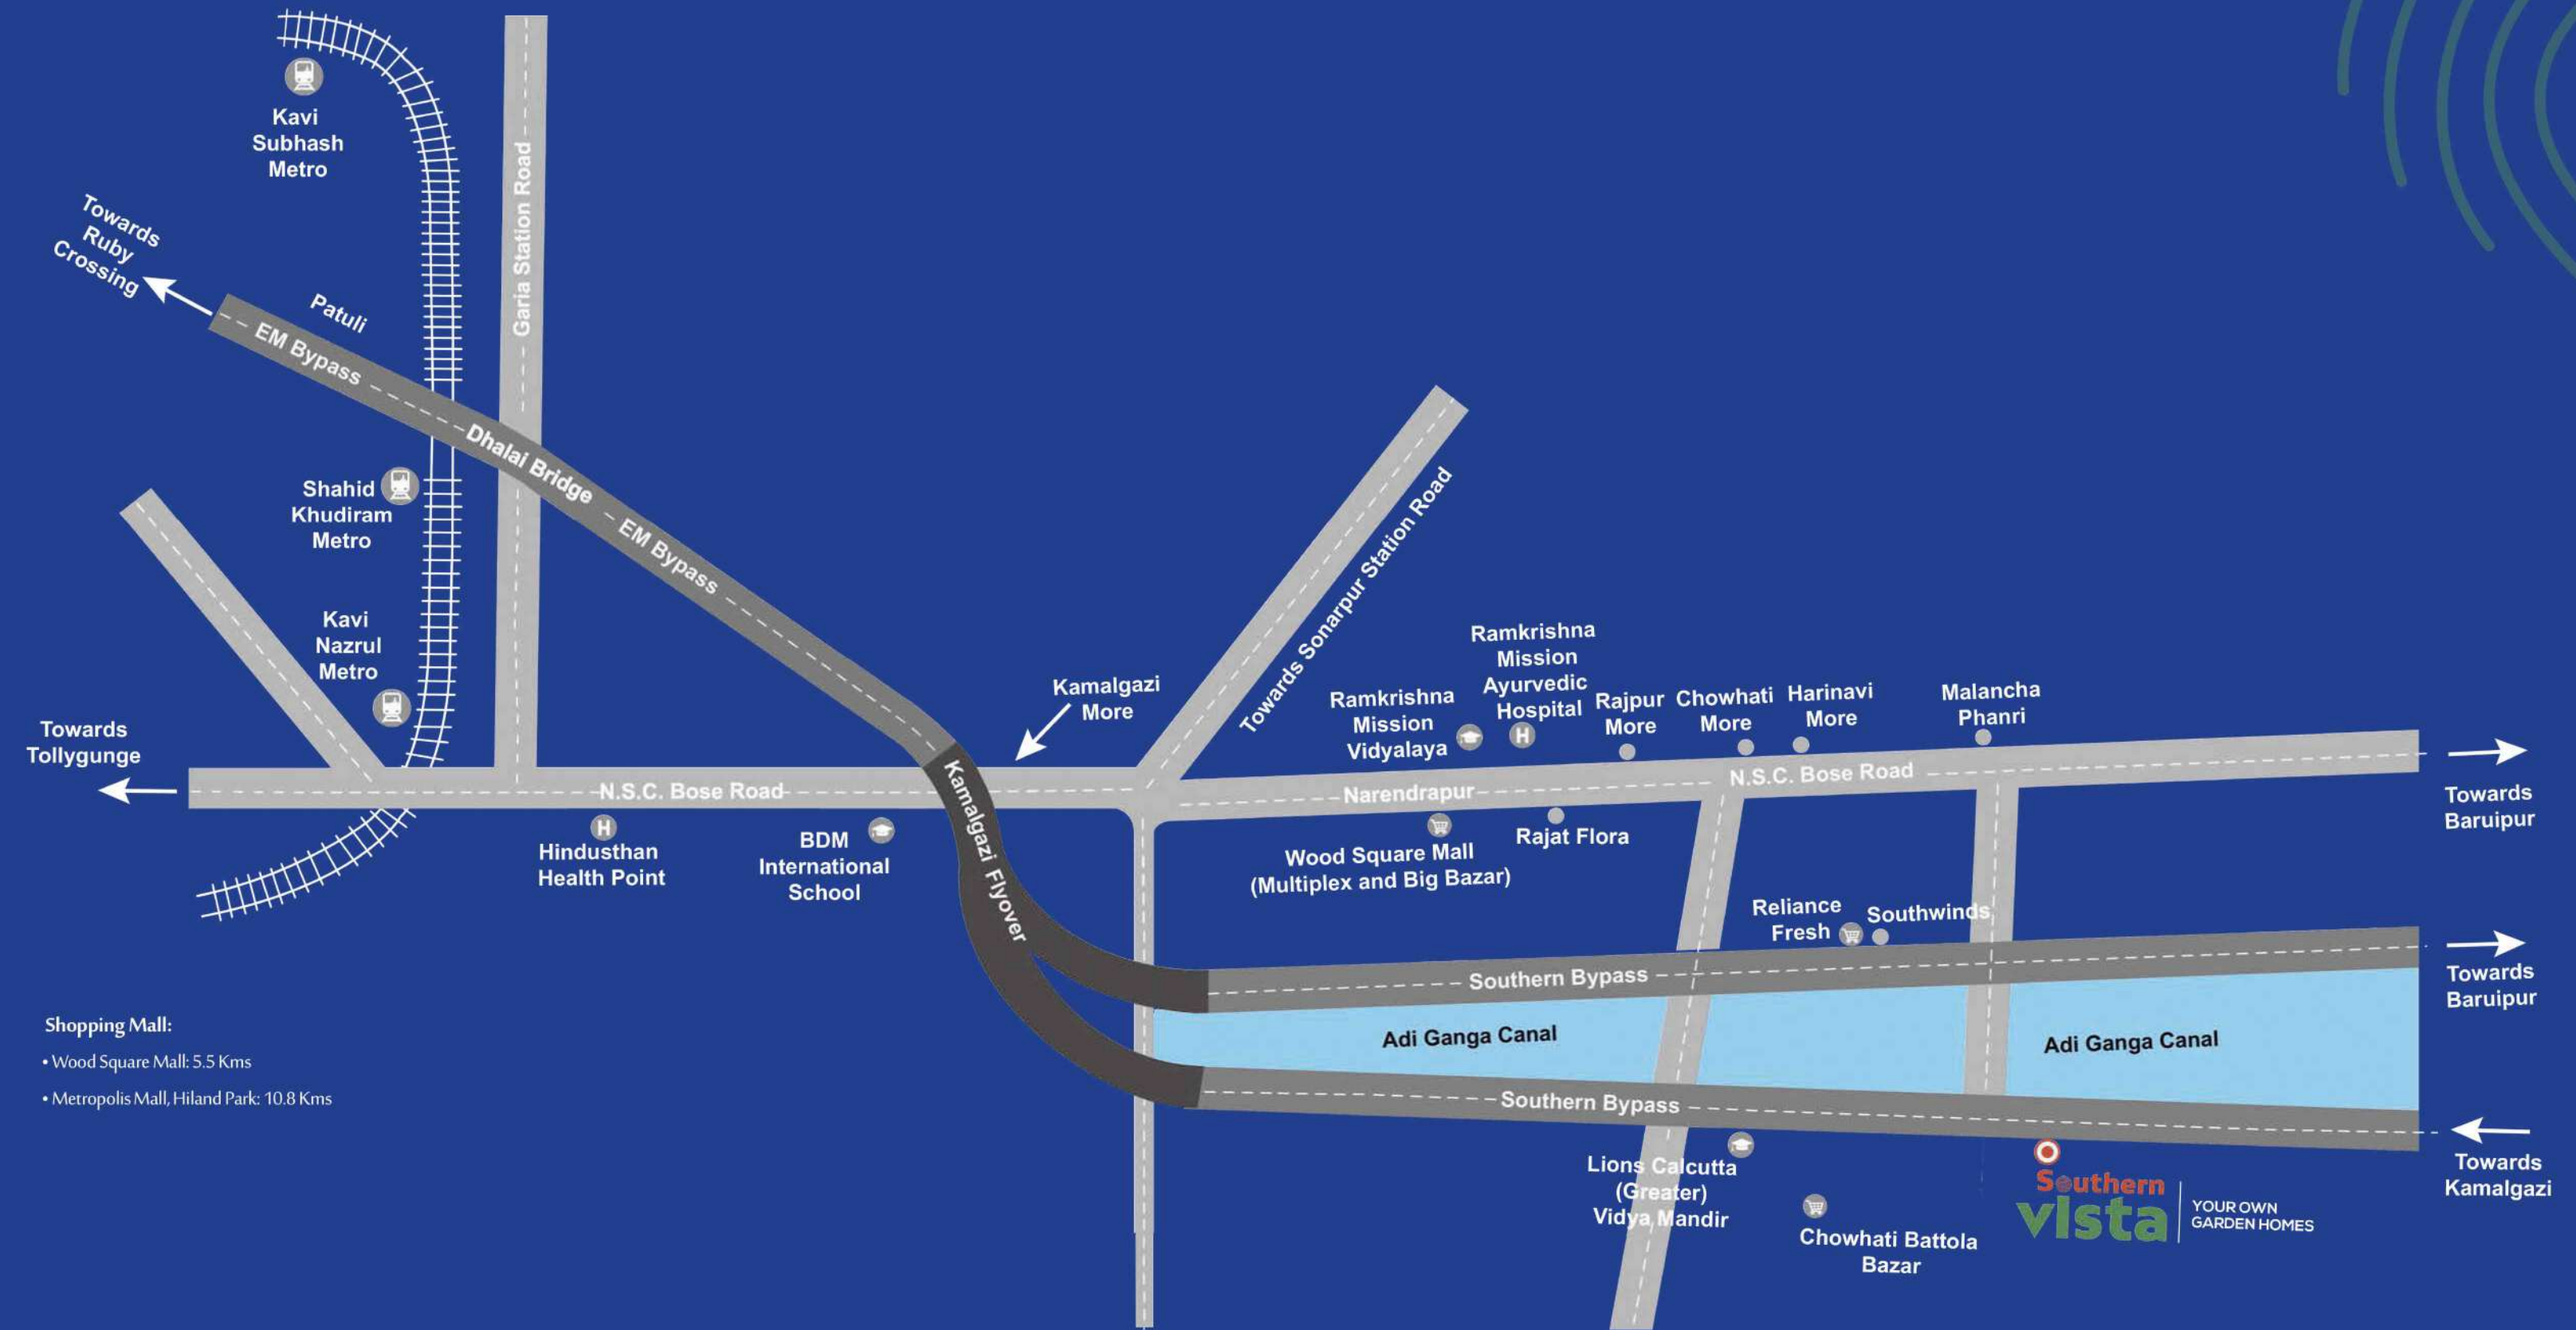 Kavi
Subhash
Metro
Garia Station Road
Towards
Ruby
Crossing
Patuli
EM Bypass
Dhalai Bridge
EM Bypass
Shahid
Khudiram
Metro
Kavi
Nazrul
Metro
Towards
Tollygunge
N.S.C. Bose Road
Hindusthan
Health Point
BDM
International
School
Kamalgazi
More
Kamalgazi Flyover
Towards Sonarpur Station Road
Ramkrishna
Mission
Vidyalaya
Ramkrishna
Mission
Ayurvedic
Hospital
Rajpur
More
Chowhati
More
Harinavi
More
Malancha
Phanri
Narendrapur
N.S.C. Bose Road
Towards
Baruipur
Wood Square Mall
(Multiplex and Big Bazar)
Rajat Flora
Reliance
Fresh
Southwinds
Southern Bypass
Towards
Baruipur
Adi Ganga Canal
Adi Ganga Canal
Southern Bypass
Towards
Kamalgazi
Lions Calcutta
(Greater)
Vidya Mandir
Chowhati Battola
Bazar
Southern
vista
YOUR OWN
GARDEN HOMES
Shopping Mall:
• Wood Square Mall: 5.5 Kms
• Metropolis Mall, Hiland Park: 10.8 Kms
H
H